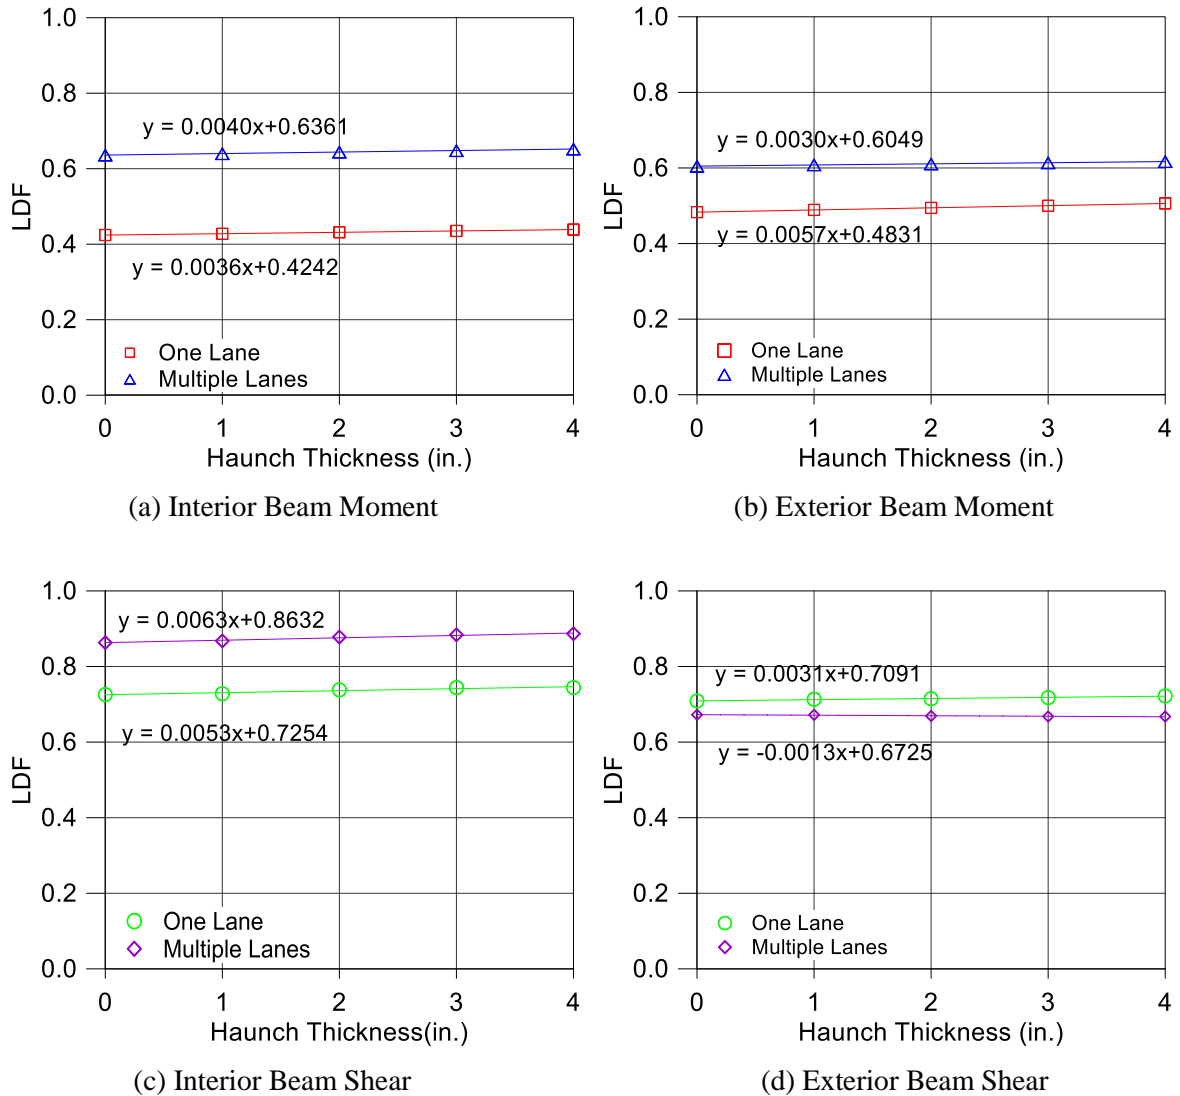 1.0
0.8
y = 0.0040x+0.6361
0.6
LDF
0.4
y = 0.0036x+0.4242
0.2
One Lane
Multiple Lanes
0.0
0 1 2 3 4
Haunch Thickness (in.)
(a) Interior Beam Moment
1.0
0.8
y = 0.0030x+0.6049
0.6
LDF
0.4
y = 0.0057x+0.4831
0.2
One Lane
Multiple Lanes
0.0
0 1 2 3 4
Haunch Thickness (in.)
(b) Exterior Beam Moment
1.0
y = 0.0063x+0.8632
0.8
y = 0.0053x+0.7254
0.6
LDF
0.4
0.2
One Lane
Multiple Lanes
0.0
0 1 2 3 4
Haunch Thickness(in.)
(c) Interior Beam Shear
1.0
0.8
y = 0.0031x+0.7091
0.6
y = -0.0013x+0.6725
LDF
0.4
0.2
One Lane
Multiple Lanes
0.0
0 1 2 3 4
Haunch Thickness (in.)
(d) Exterior Beam Shear